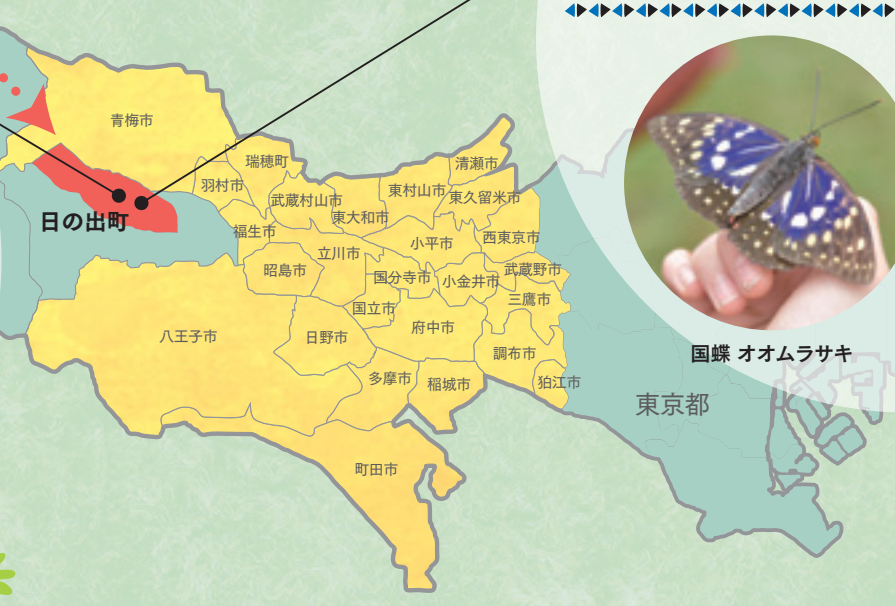 青梅市
瑞穂町
羽村市
清瀬市
東村山市
東久留米市
武蔵村山市
東大和市
日の出町
福生市
立川市
小平市
西東京市
昭島市
国分寺市
小金井市
武蔵野市
三鷹市
国立市
八王子市
日野市
府中市
調布市
国蝶 オオムラサキ
多摩市
稲城市
狛江市
東京都
町田市